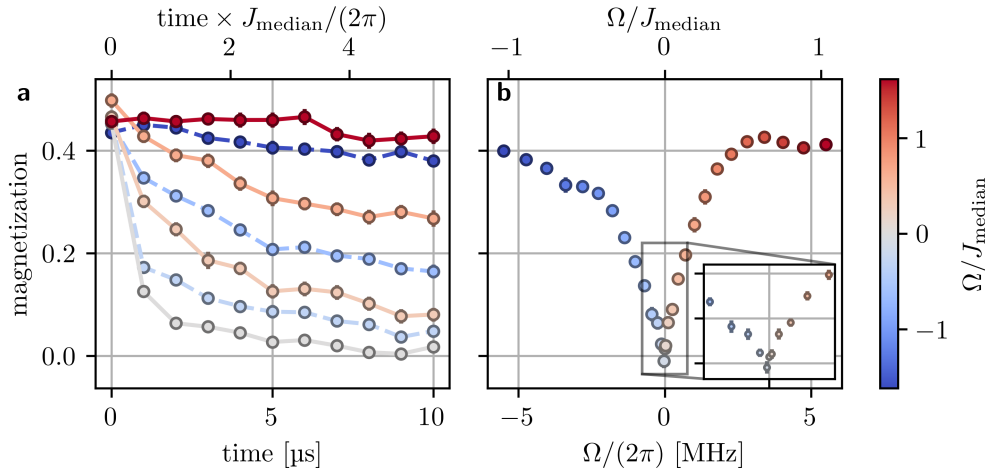 time × J_median/(2π)
0 2 4
a
magnetization
0.4
0.2
0.0
0 5 10
time [µs]
Ω/J_median
−1 0 1
b
−5 0 5
Ω/(2π) [MHz]
1
0
−1
Ω/J_median